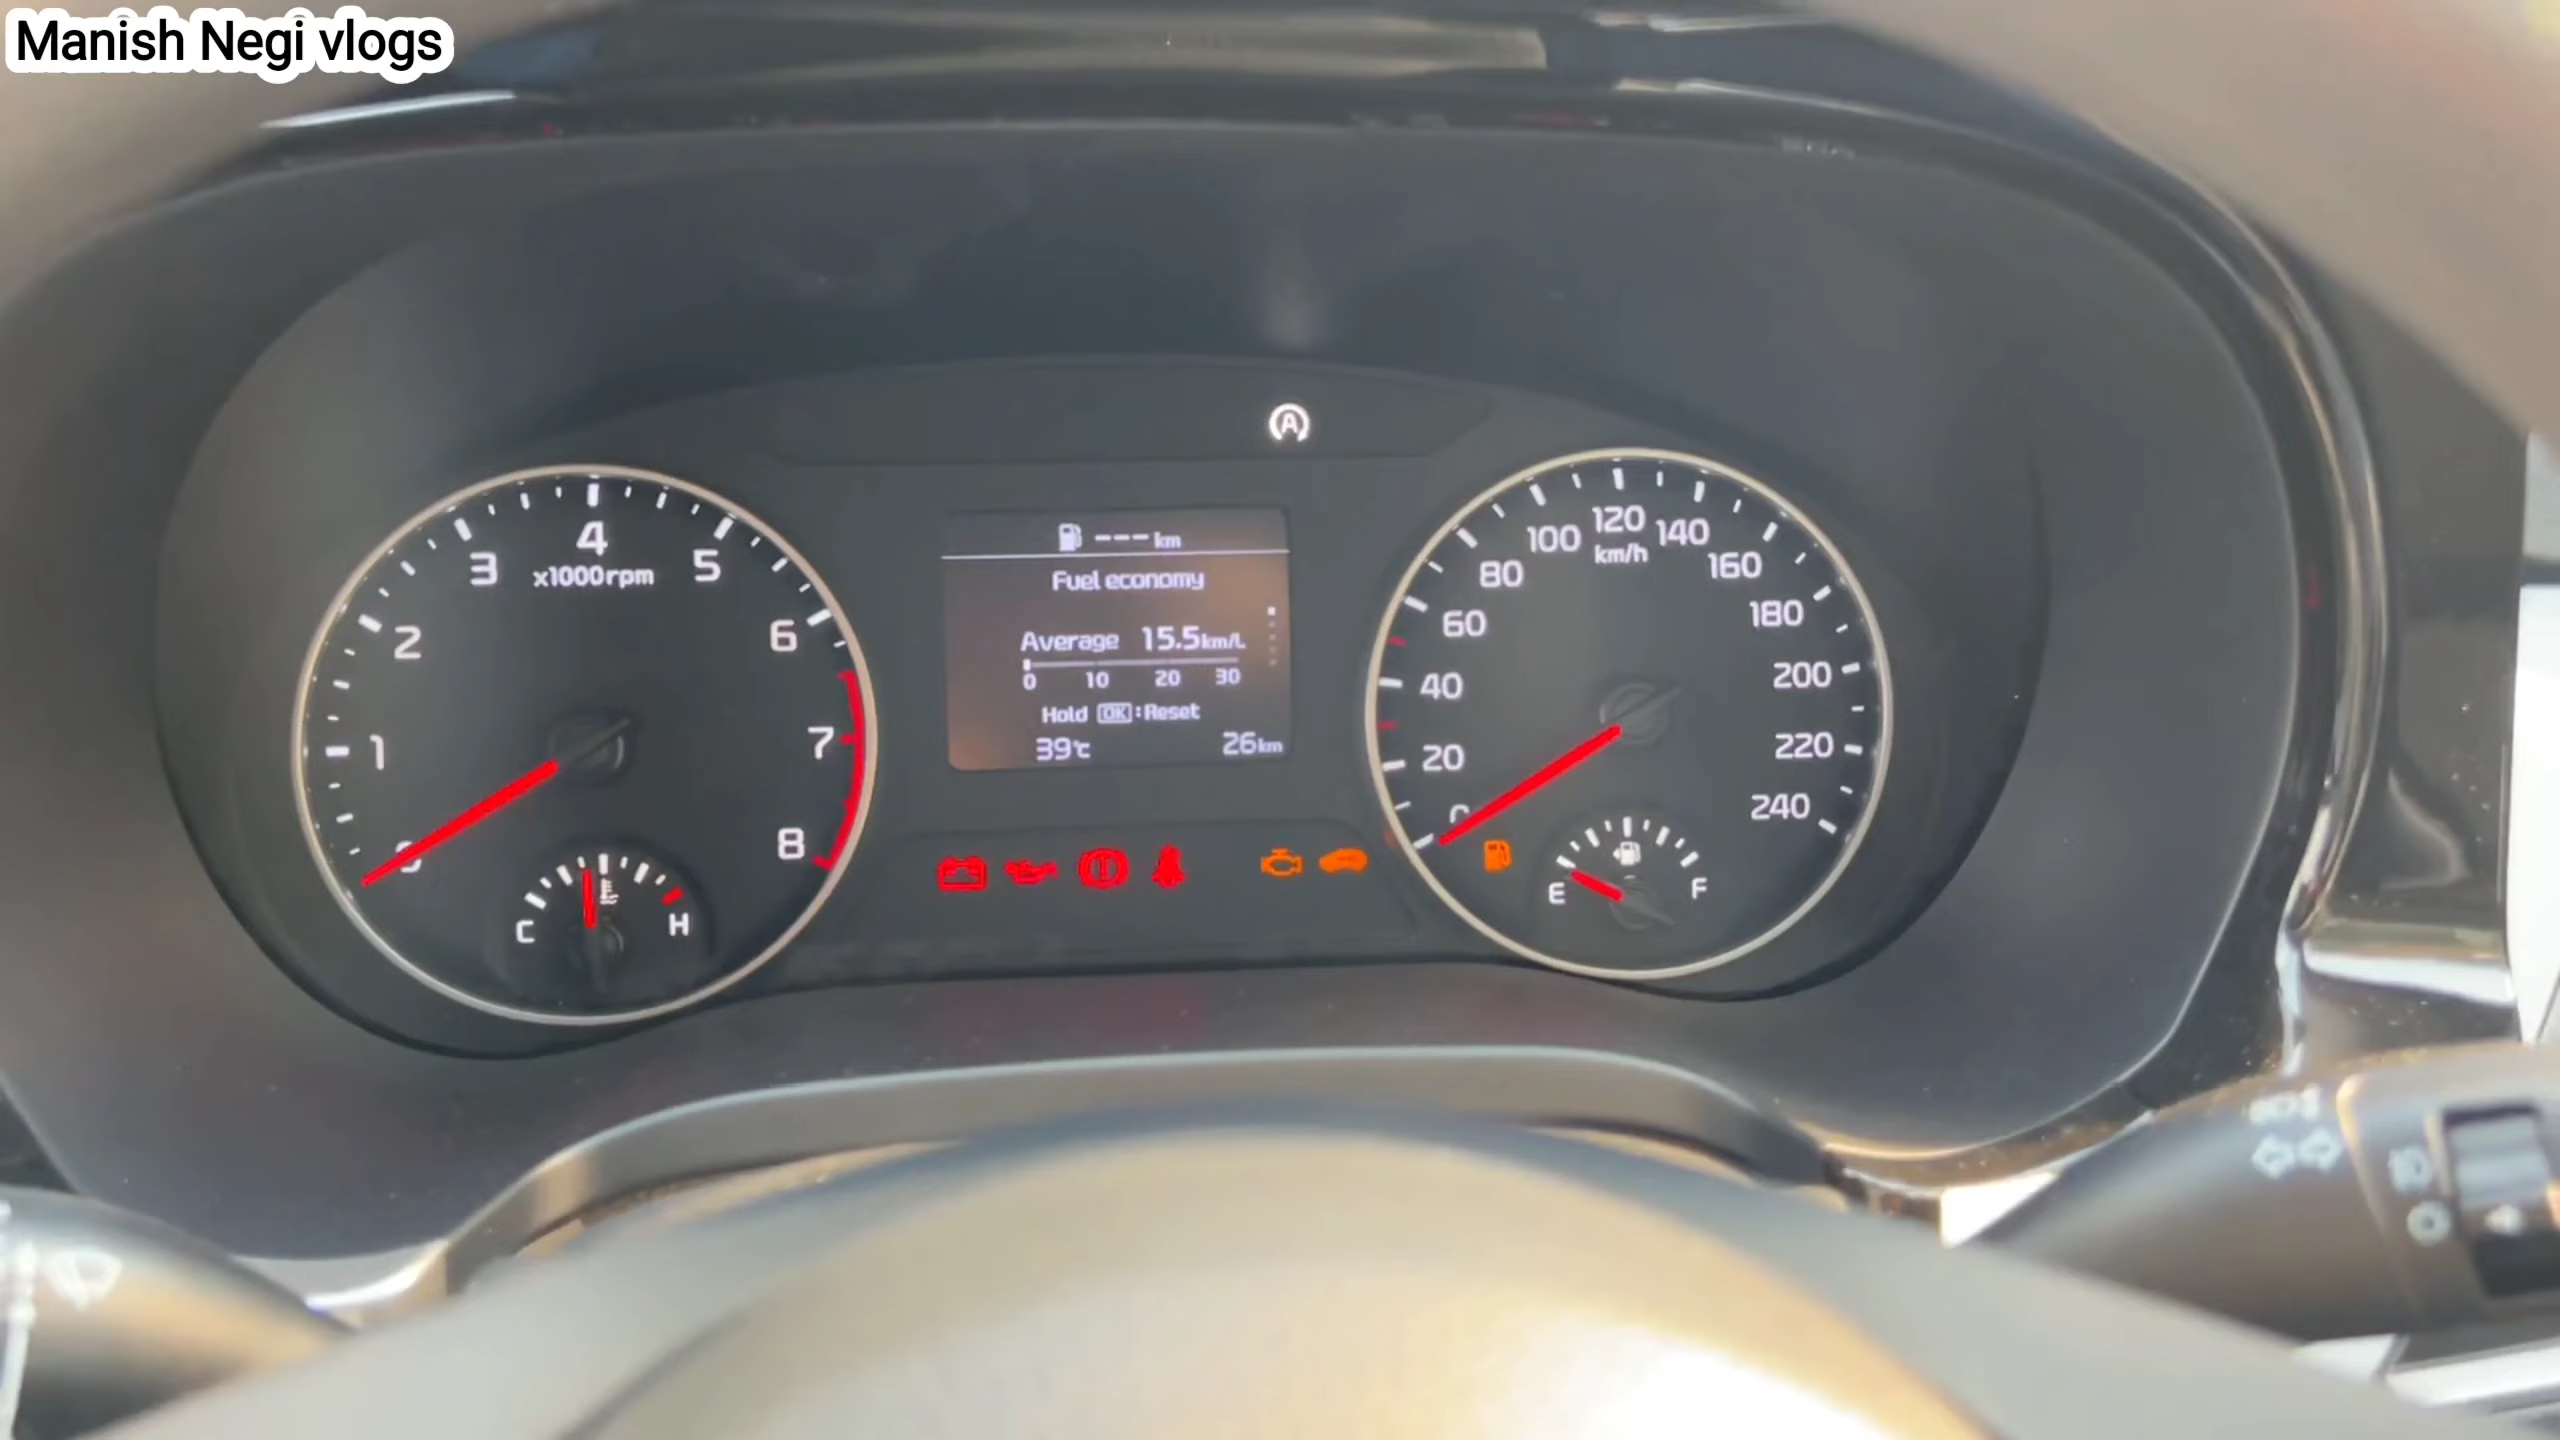 Manish Negi vlogs
0 1 2 3 4 5 6 7 8
x1000rpm
C H
--- km
Fuel economy
Average 15.5km/L
0 10 20 30
Hold OK : Reset
39℃ 26km
A
0 20 40 60 80 100 120 140 160 180 200 220 240
km/h
E F